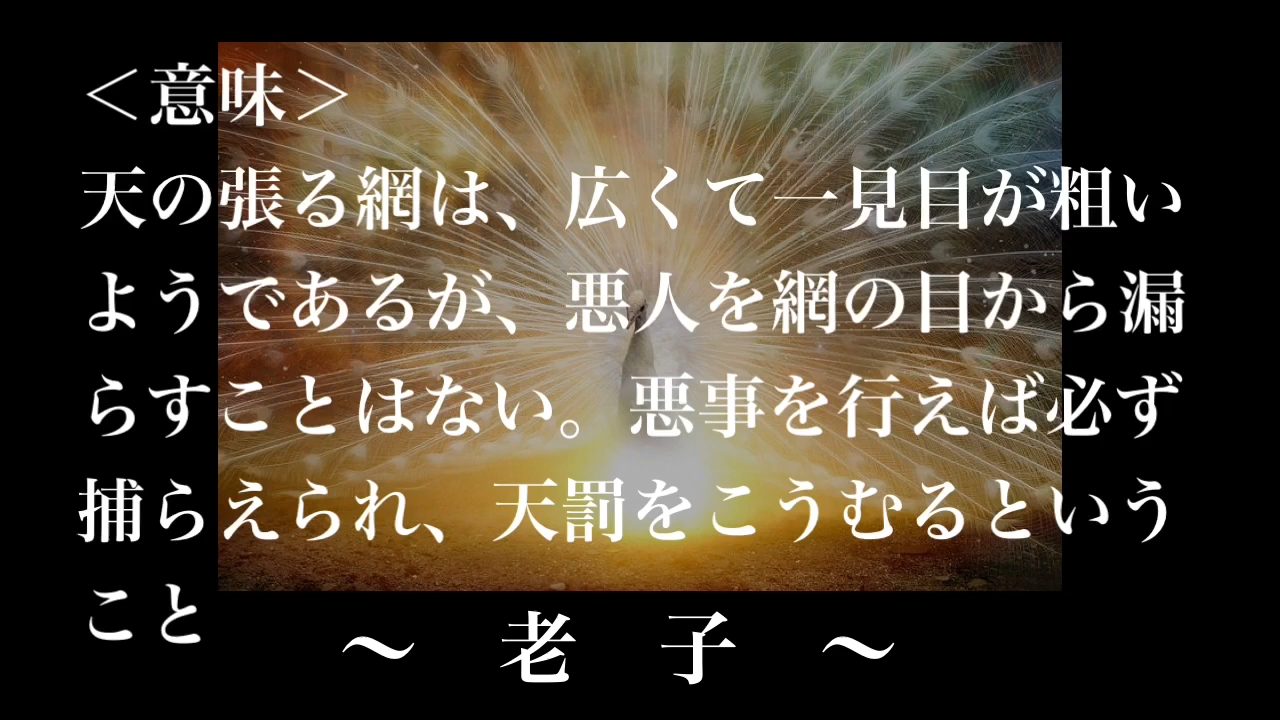 ＜意味＞
天の張る網は、広くて一見目が粗い
ようであるが、悪人を網の目から漏
らすことはない。悪事を行えば必ず
捕らえられ、天罰をこうむるという
こと
～　老　子　～